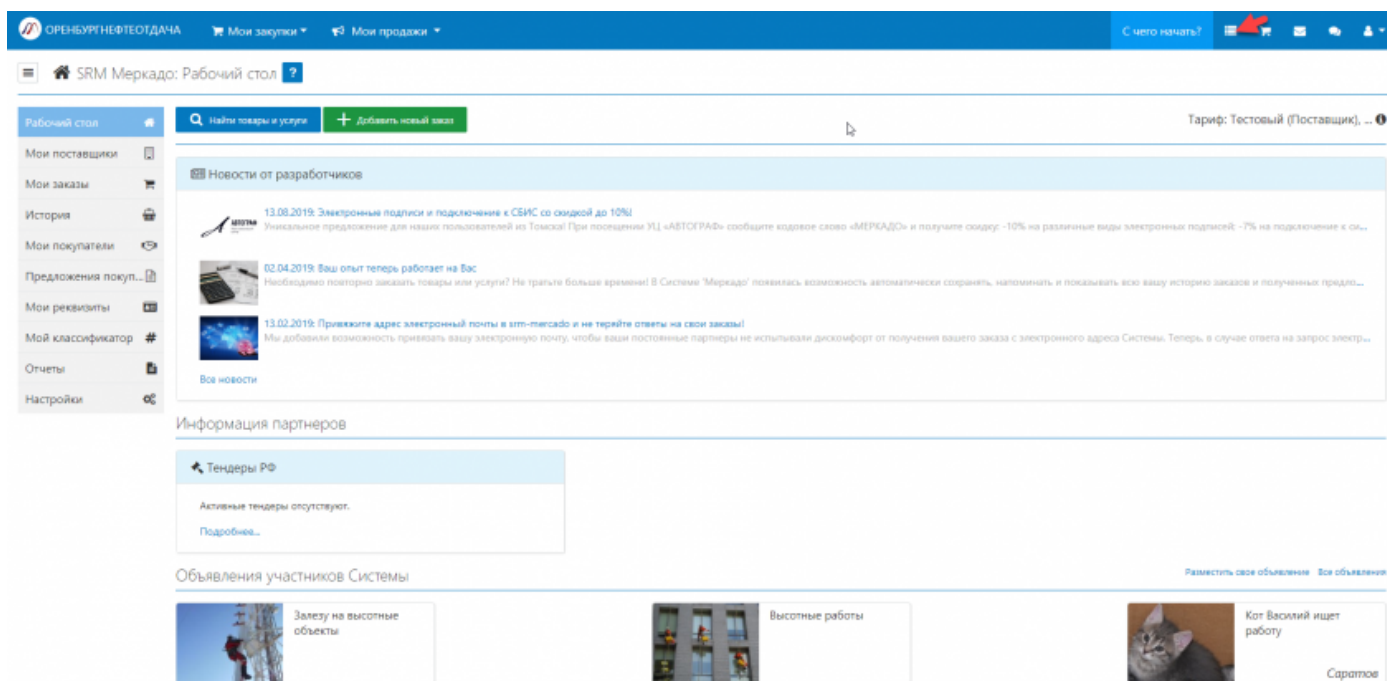 ОРЕНБУРГНЕФТЕОТДАЧА Мои закупки Мои продажи С чего начать?
SRM Меркадо: Рабочий стол ?
Рабочий стол
Мои поставщики
Мои заказы
История
Мои покупатели
Предложения покуп...
Мои реквизиты
Мой классификатор
Отчеты
Настройки
Найти товары и услуги Добавить новый заказ Тариф: Тестовый (Поставщик), ...
Новости от разработчиков
13.08.2019: Электронные подписи и подключение к СБИС со скидкой до 10%!
Уникальное предложение для наших пользователей из Томска! При посещении УЦ «АВТОГРАФ» сообщите кодовое слово «МЕРКАДО» и получите скидку: -10% на различные виды электронных подписей; -7% на подключение к си...
02.04.2019: Ваш опыт теперь работает на Вас
Необходимо повторно заказать товары или услуги? Не тратьте больше времени! В Системе 'Меркадо' появилась возможность автоматически сохранять, напоминать и показывать всю вашу историю заказов и полученных предло...
13.02.2019: Привяжите адрес электронный почты в srm-mercado и не теряйте ответы на свои заказы!
Мы добавили возможность привязать вашу электронную почту, чтобы ваши постоянные партнеры не испытывали дискомфорт от получения вашего заказа с электронного адреса Системы. Теперь, в случае ответа на запрос электр...
Все новости
Информация партнеров
Тендеры РФ
Активные тендеры отсутствуют.
Подробнее...
Объявления участников Системы Разместить свое объявление Все объявления
Залезу на высотные
объекты
Высотные работы
Кот Василий ищет
работу
Саратов